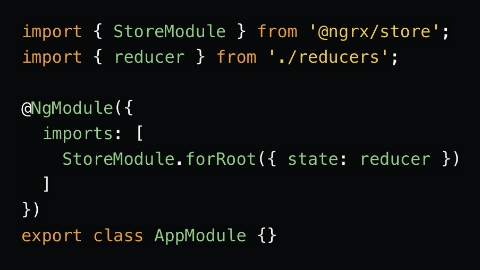 import { StoreModule } from '@ngrx/store';
import { reducer } from './reducers';

@NgModule({
  imports: [
    StoreModule.forRoot({ state: reducer })
  ]
})
export class AppModule {}